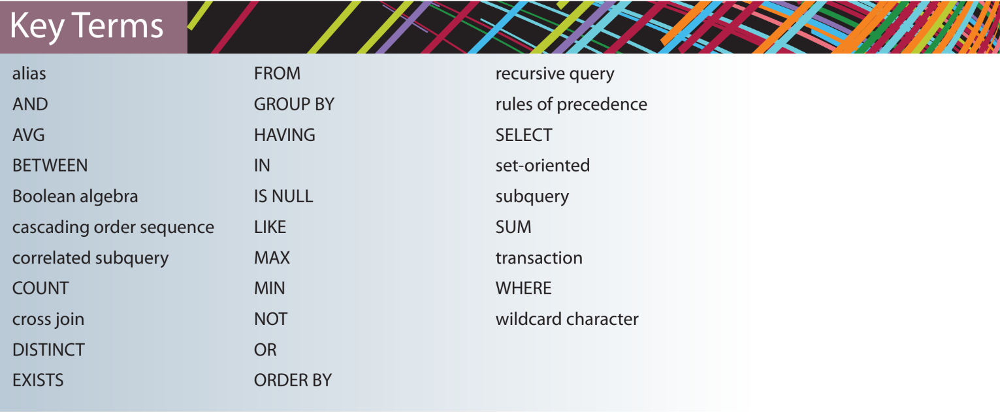 Key Terms
alias
AND
AVG
BETWEEN
Boolean algebra
cascading order sequence
correlated subquery
COUNT
cross join
DISTINCT
EXISTS
FROM
GROUP BY
HAVING
IN
IS NULL
LIKE
MAX
MIN
NOT
OR
ORDER BY
recursive query
rules of precedence
SELECT
set-oriented
subquery
SUM
transaction
WHERE
wildcard character